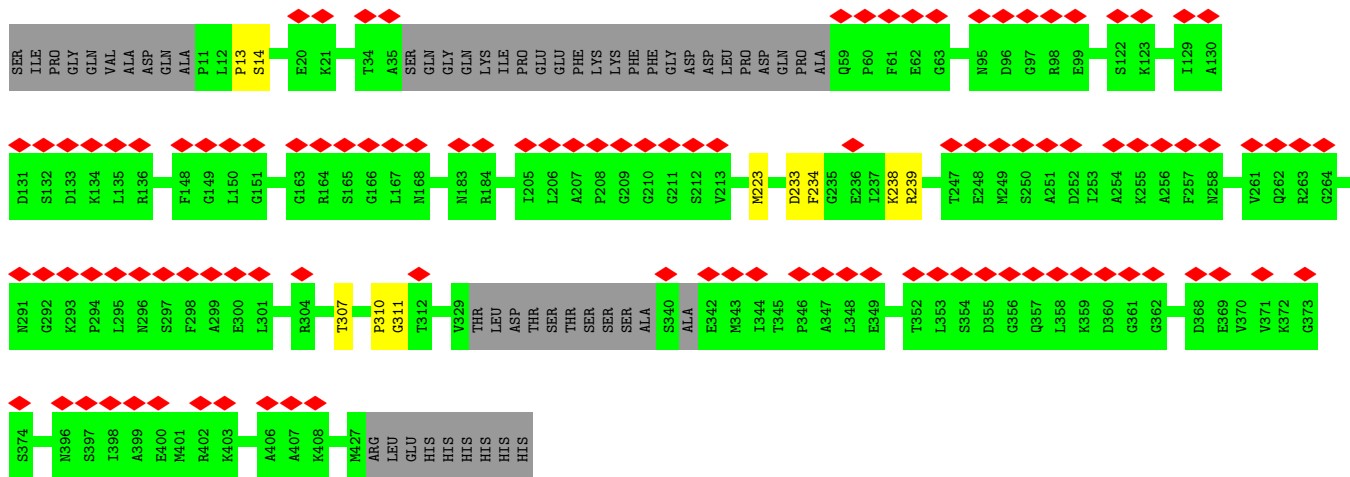 SER ILE PRO GLY GLN VAL ALA ASP GLN ALA P11 L12 P13 S14 E20 K21 T34 A35 SER GLN GLY GLN LYS ILE PRO GLU GLU PHE LYS LYS PHE PHE GLY ASP ASP LEU PRO ASP GLN PRO ALA Q59 P60 F61 E62 G63 N95 D96 G97 R98 E99 S122 K123 I129 A130
D131 S132 D133 K134 L135 R136 F148 G149 L150 G151 G163 R164 S165 G166 L167 N168 N183 R184 I205 L206 A207 P208 G209 G210 G211 S212 V213 M223 D233 F234 G235 E236 I237 K238 R239 T247 E248 M249 S250 A251 D252 I253 A254 K255 A256 F257 N258 V261 Q262 R263 G264
N291 G292 K293 P294 L295 N296 S297 F298 A299 E300 L301 R304 T307 P310 G311 T312 V329 THR LEU ASP THR SER THR SER SER SER ALA S340 ALA E342 M343 I344 T345 P346 A347 L348 E349 T352 L353 S354 D355 G356 Q357 L358 K359 D360 G361 G362 D368 E369 V370 V371 K372 G373
S374 N396 S397 I398 A399 E400 M401 R402 K403 A406 A407 K408 M427 ARG LEU GLU HIS HIS HIS HIS HIS HIS